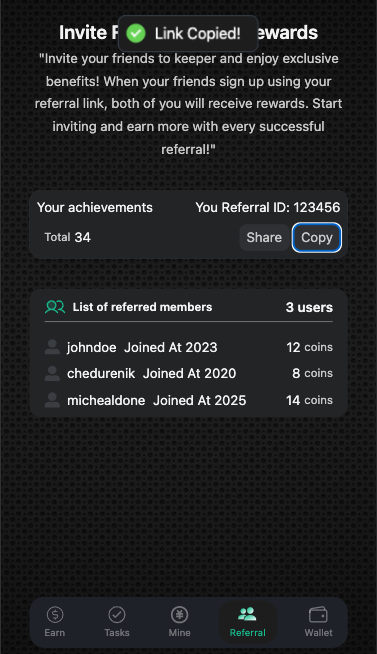 Link Copied!
Invite F ewards
"Invite your friends to keeper and enjoy exclusive
benefits! When your friends sign up using your
referral link, both of you will receive rewards. Start
inviting and earn more with every successful
referral!"
Your achievements You Referral ID: 123456
Total 34 Share Copy
List of referred members 3 users
johndoe Joined At 2023 12 coins
chedurenik Joined At 2020 8 coins
michealdone Joined At 2025 14 coins
Earn Tasks Mine Referral Wallet